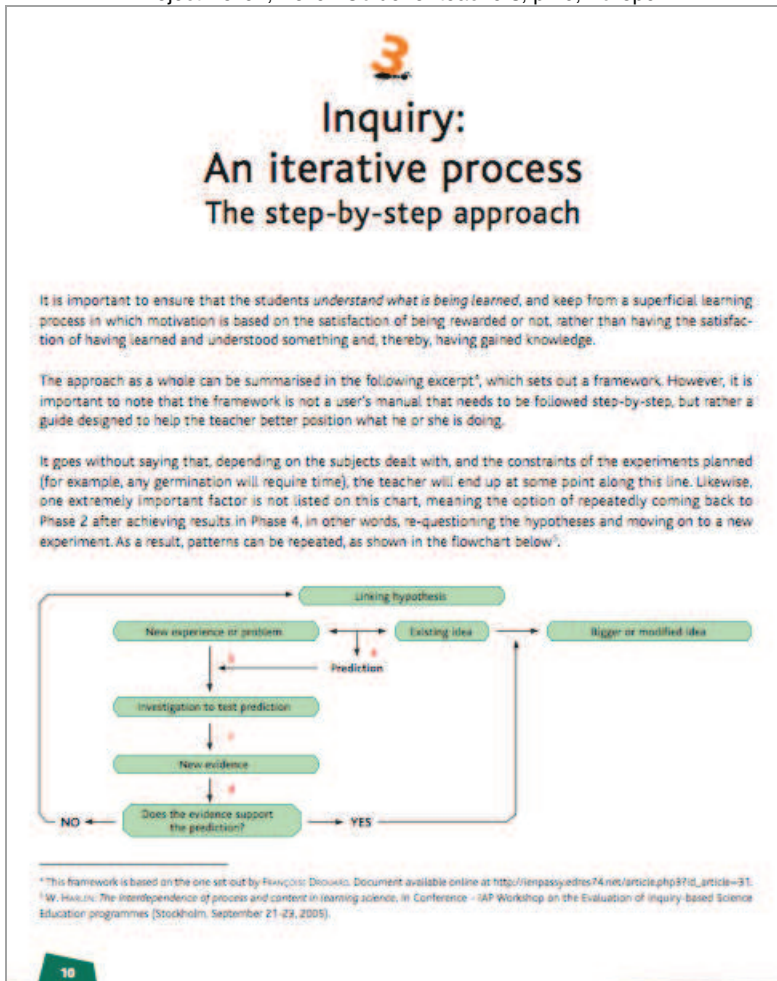 3
Inquiry:
An iterative process
The step-by-step approach
It is important to ensure that the students understand what is being learned, and keep from a superficial learning
process in which motivation is based on the satisfaction of being rewarded or not, rather than having the satisfac-
tion of having learned and understood something and, thereby, having gained knowledge.
The approach as a whole can be summarised in the following excerpt⁴, which sets out a framework. However, it is
important to note that the framework is not a user's manual that needs to be followed step-by-step, but rather a
guide designed to help the teacher better position what he or she is doing.
It goes without saying that, depending on the subjects dealt with, and the constraints of the experiments planned
(for example, any germination will require time), the teacher will end up at some point along this line. Likewise,
one extremely important factor is not listed on this chart, meaning the option of repeatedly coming back to
Phase 2 after achieving results in Phase 4, in other words, re-questioning the hypotheses and moving on to a new
experiment. As a result, patterns can be repeated, as shown in the flowchart below⁵.
Linking hypothesis
New experience or problem
Existing idea
Bigger or modified idea
Prediction
Investigation to test prediction
New evidence
Does the evidence support
the prediction?
NO
YES
⁴ This framework is based on the one set out by Françoise Drouard. Document available online at http://ienpassy.edres74.net/article.php3?id_article=31.
⁵ W. Harlen: The interdependence of process and content in learning science, in Conference - IAP Workshop on the Evaluation of Inquiry-based Science
Education programmes (Stockholm, September 21-23, 2005).
10